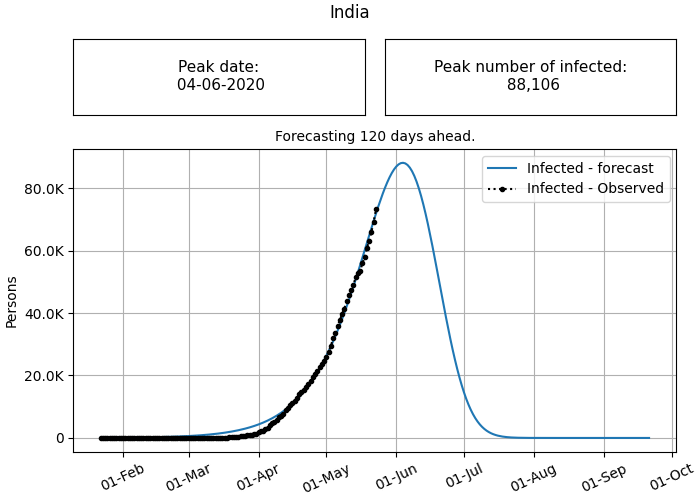 India
Peak date:
04-06-2020
Peak number of infected:
88,106
Forecasting 120 days ahead.
Infected - forecast
Infected - Observed
80.0K
60.0K
40.0K
20.0K
0
Persons
01-Feb
01-Mar
01-Apr
01-May
01-Jun
01-Jul
01-Aug
01-Sep
01-Oct